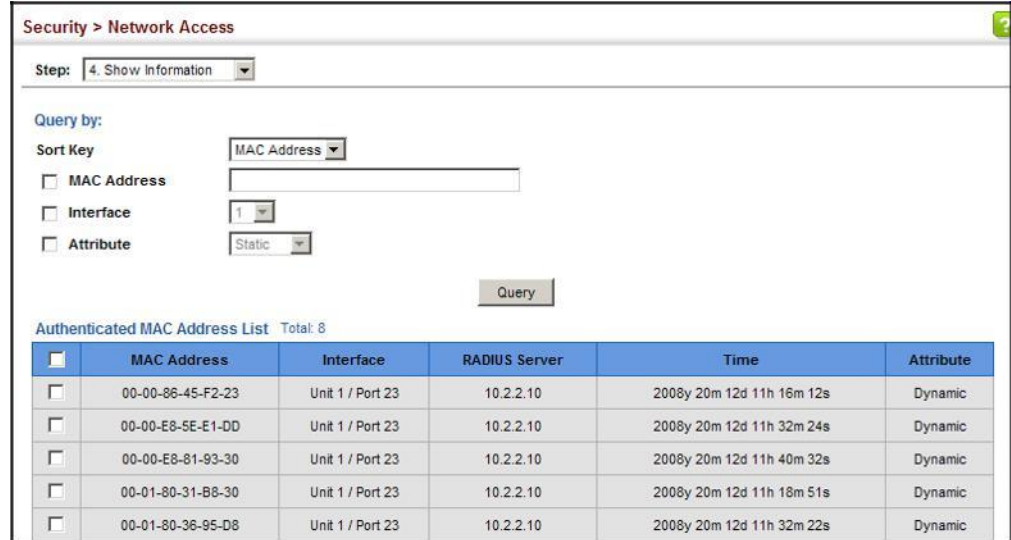 Security > Network Access
?
Step: 4. Show Information
Query by:
Sort Key MAC Address
MAC Address
Interface 1
Attribute Static
Query
Authenticated MAC Address List Total: 8
MAC Address Interface RADIUS Server Time Attribute
00-00-86-45-F2-23 Unit 1 / Port 23 10.2.2.10 2008y 20m 12d 11h 16m 12s Dynamic
00-00-E8-5E-E1-DD Unit 1 / Port 23 10.2.2.10 2008y 20m 12d 11h 32m 24s Dynamic
00-00-E8-81-93-30 Unit 1 / Port 23 10.2.2.10 2008y 20m 12d 11h 40m 32s Dynamic
00-01-80-31-B8-30 Unit 1 / Port 23 10.2.2.10 2008y 20m 12d 11h 18m 51s Dynamic
00-01-80-36-95-D8 Unit 1 / Port 23 10.2.2.10 2008y 20m 12d 11h 32m 22s Dynamic